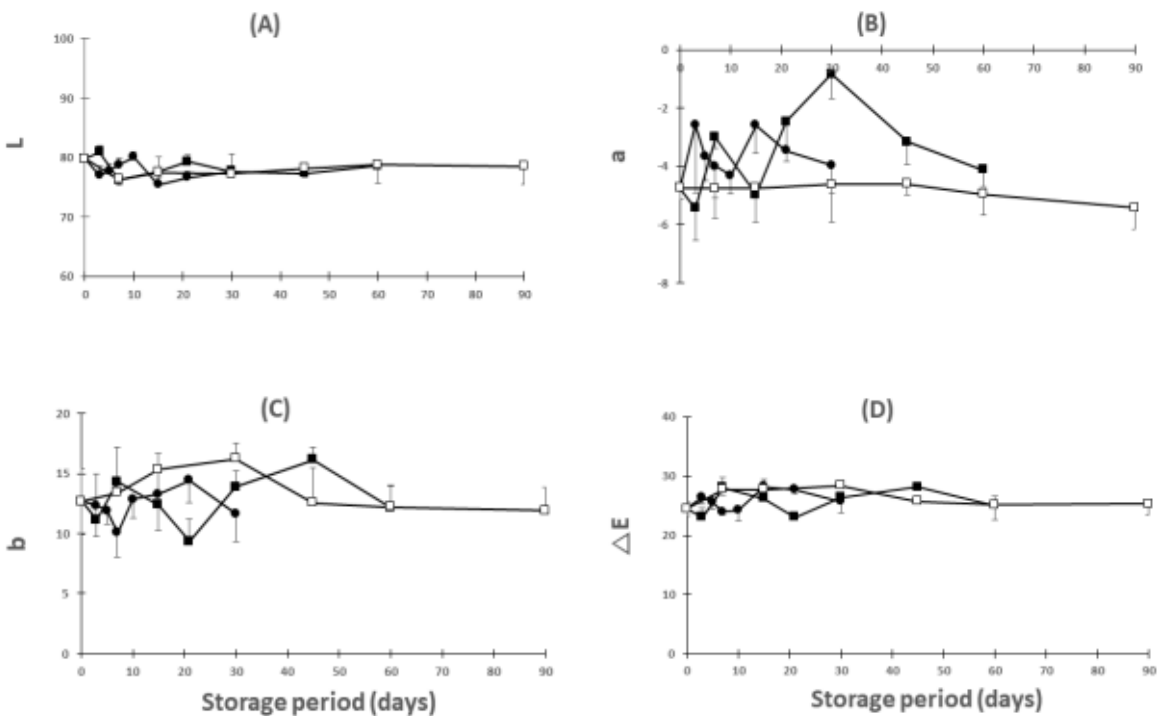 (A)
(B)
100
90
80
70
60
L
0 10 20 30 40 50 60 70 80 90
0
-2
-4
-6
-8
a
0 10 20 30 40 50 60 70 80 90
(C)
(D)
20
15
10
5
0
b
0 10 20 30 40 50 60 70 80 90
Storage period (days)
40
30
20
10
0
△E
0 10 20 30 40 50 60 70 80 90
Storage period (days)